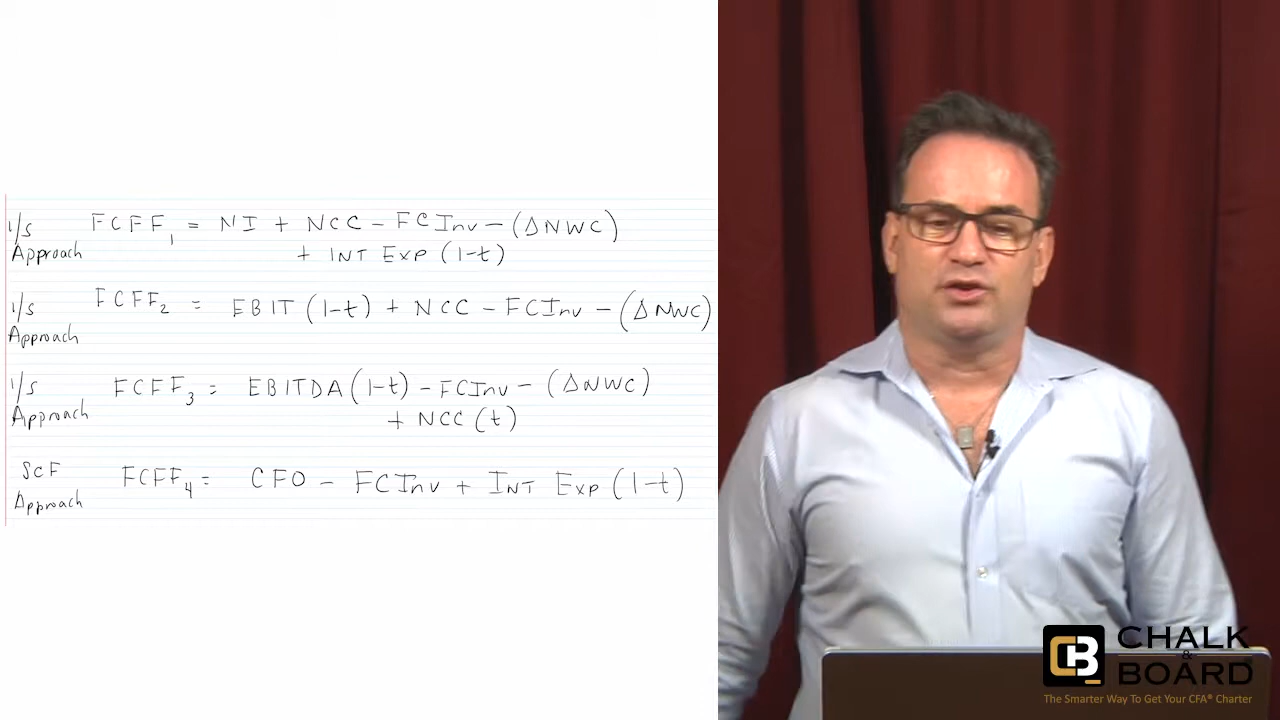 I/S Approach FCFF₁ = NI + NCC - FCInv - (ΔNWC)
+ INT EXP (1-t)
I/S Approach FCFF₂ = EBIT (1-t) + NCC - FCInv - (ΔNWC)
I/S Approach FCFF₃ = EBITDA (1-t) - FCInv - (ΔNWC)
+ NCC (t)
SCF Approach FCFF₄ = CFO - FCInv + INT EXP (1-t)
CB CHALK & BOARD
The Smarter Way To Get Your CFA® Charter